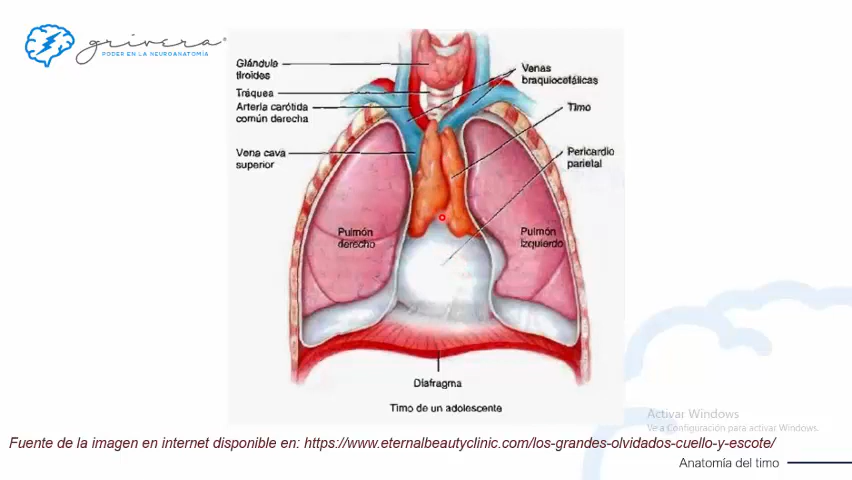 grivera®
PODER EN LA NEUROANATOMÍA
Glándula
tiroides
Tráquea
Arteria carótida
común derecha
Vena cava
superior
Venas
braquiocefálicas
Timo
Pericardio
parietal
Pulmón
derecho
Pulmón
izquierdo
Diafragma
Timo de un adolescente
Activar Windows
Ve a Configuración para activar Windows.
Fuente de la imagen en internet disponible en: https://www.eternalbeautyclinic.com/los-grandes-olvidados-cuello-y-escote/
Anatomía del timo